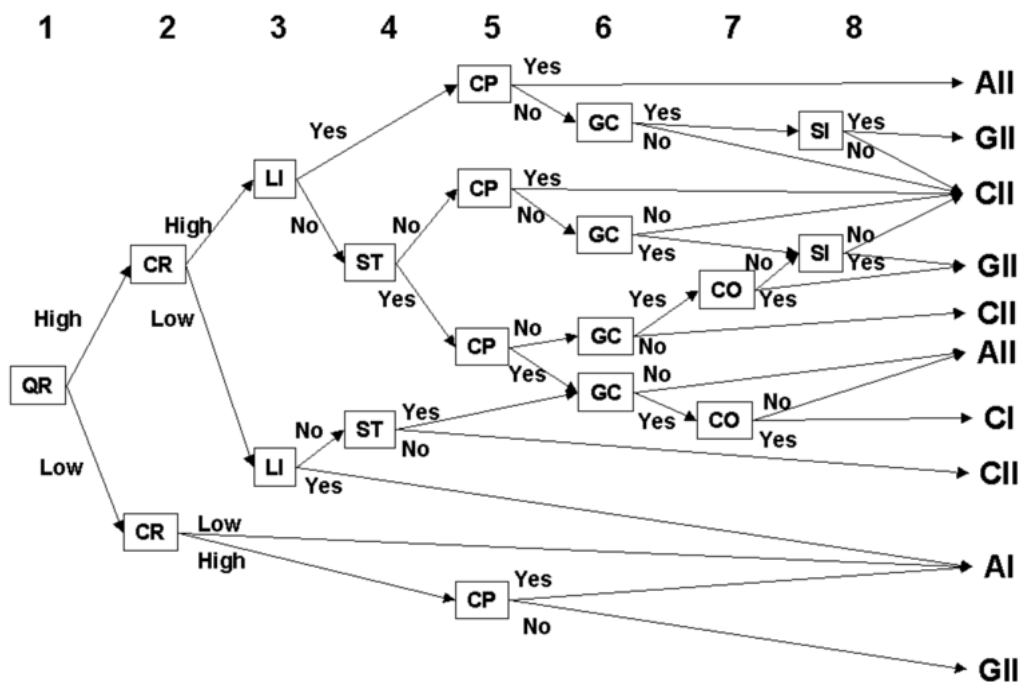 1 2 3 4 5 6 7 8
CP Yes AII
No GC Yes SI Yes GII
No No
Yes
LI
CP Yes CII
High No No No GC No SI No
CR ST Yes Yes GII
No CO
Yes Yes Yes
High Low CII
CP No GC No
Yes AII
QR GC No
Yes CO No CI
Low No ST Yes Yes
No CII
LI Yes
CR Low
High AI
CP Yes
No
GII